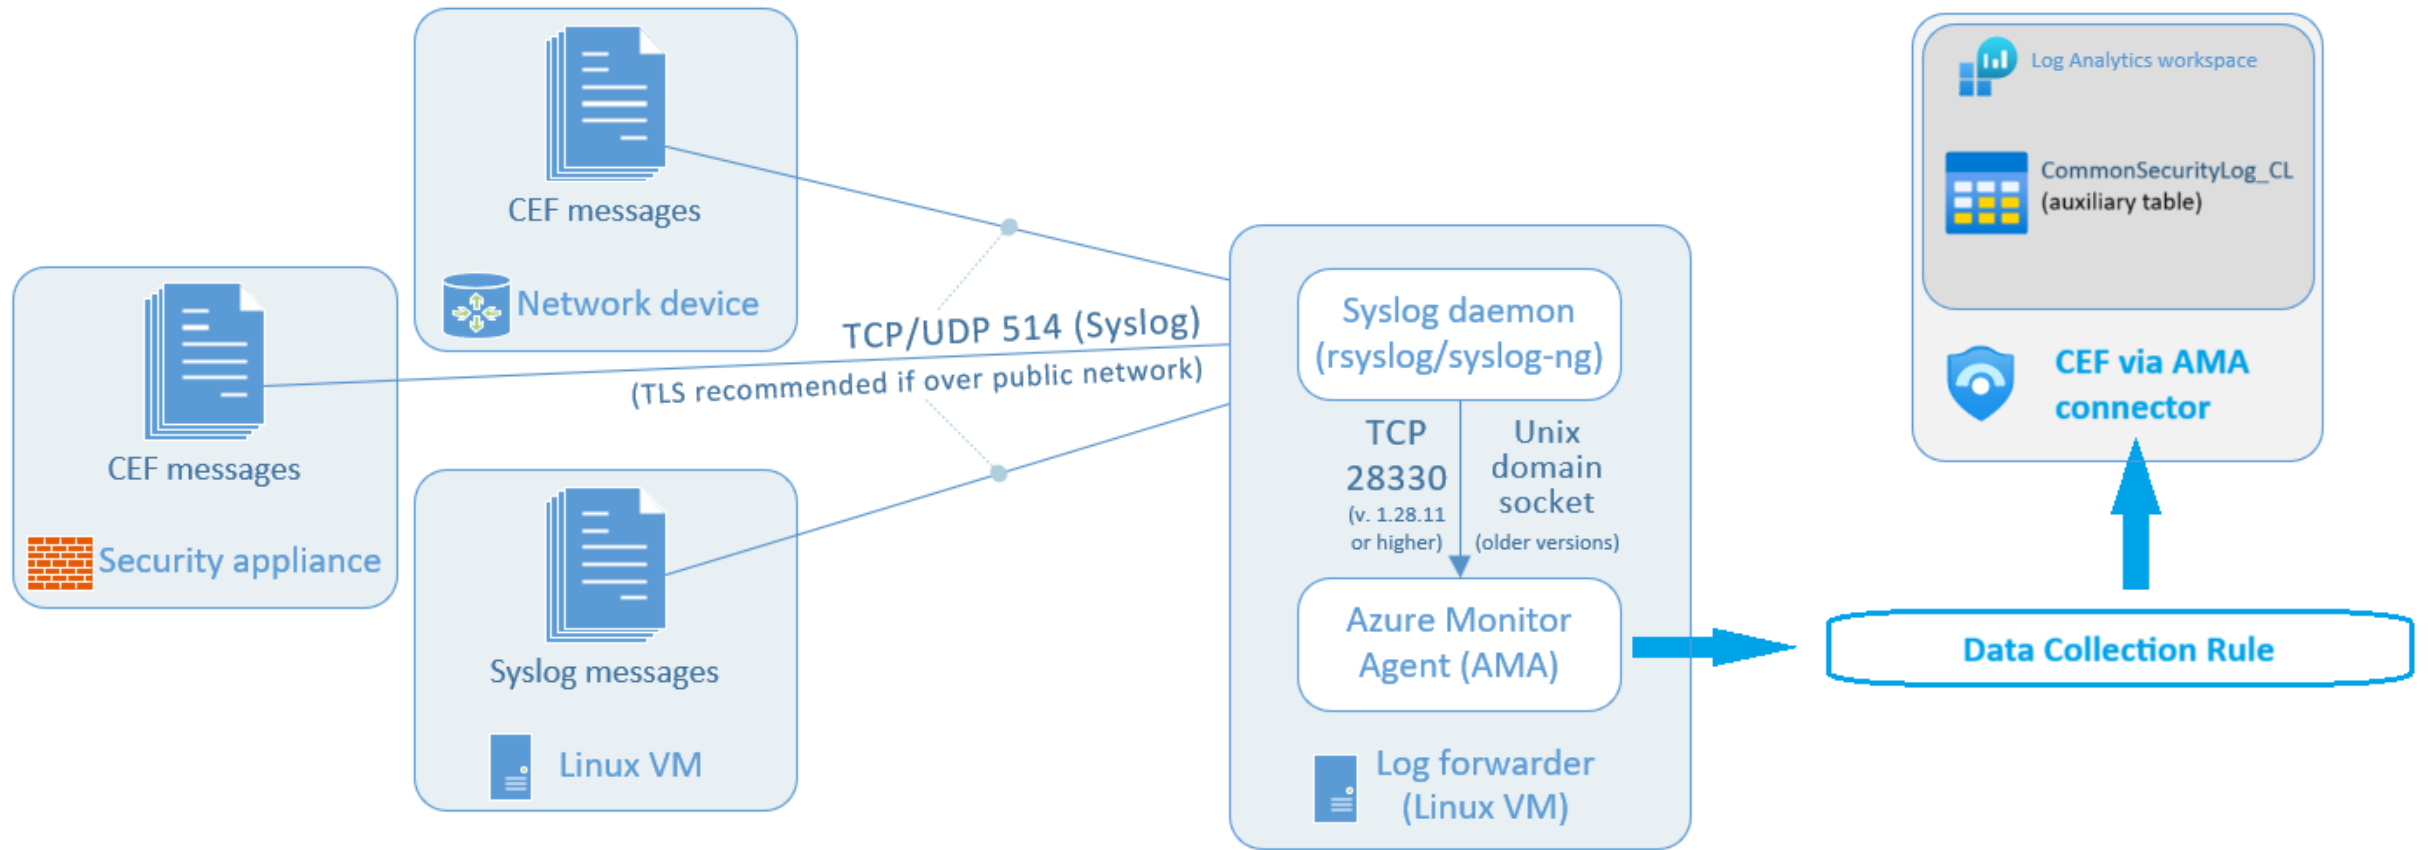 CEF messages
Network device
CEF messages
Security appliance
Syslog messages
Linux VM
TCP/UDP 514 (Syslog)
(TLS recommended if over public network)
Syslog daemon
(rsyslog/syslog-ng)
TCP
28330
(v. 1.28.11
or higher)
Unix
domain
socket
(older versions)
Azure Monitor
Agent (AMA)
Log forwarder
(Linux VM)
Log Analytics workspace
CommonSecurityLog_CL
(auxiliary table)
CEF via AMA
connector
Data Collection Rule